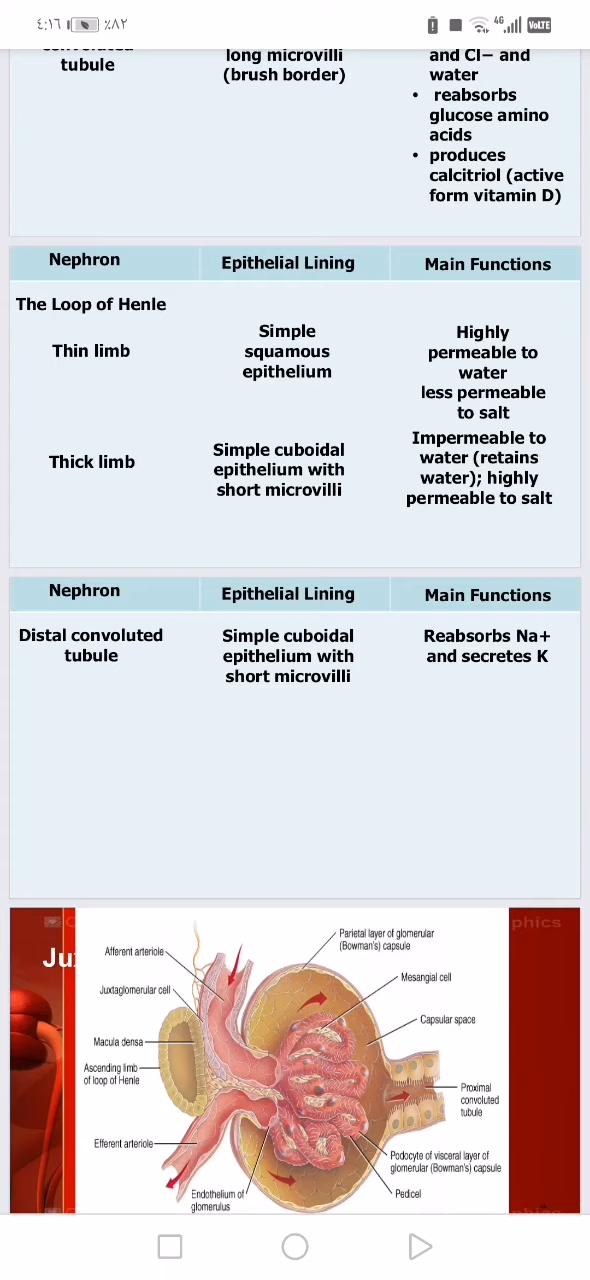 ٤:١٦
٪٨٢
4G
VoLTE
tubule
long microvilli
(brush border)
and Cl− and
water
• reabsorbs
glucose amino
acids
• produces
calcitriol (active
form vitamin D)
Nephron
Epithelial Lining
Main Functions
The Loop of Henle
Thin limb
Simple
squamous
epithelium
Highly
permeable to
water
less permeable
to salt
Thick limb
Simple cuboidal
epithelium with
short microvilli
Impermeable to
water (retains
water); highly
permeable to salt
Nephron
Epithelial Lining
Main Functions
Distal convoluted
tubule
Simple cuboidal
epithelium with
short microvilli
Reabsorbs Na+
and secretes K
phics
Ju
Afferent arteriole
Juxtaglomerular cell
Macula densa
Ascending limb
of loop of Henle
Efferent arteriole
Endothelium of
glomerulus
Parietal layer of glomerular
(Bowman's) capsule
Mesangial cell
Capsular space
Proximal
convoluted
tubule
Podocyte of visceral layer of
glomerular (Bowman's) capsule
Pedicel